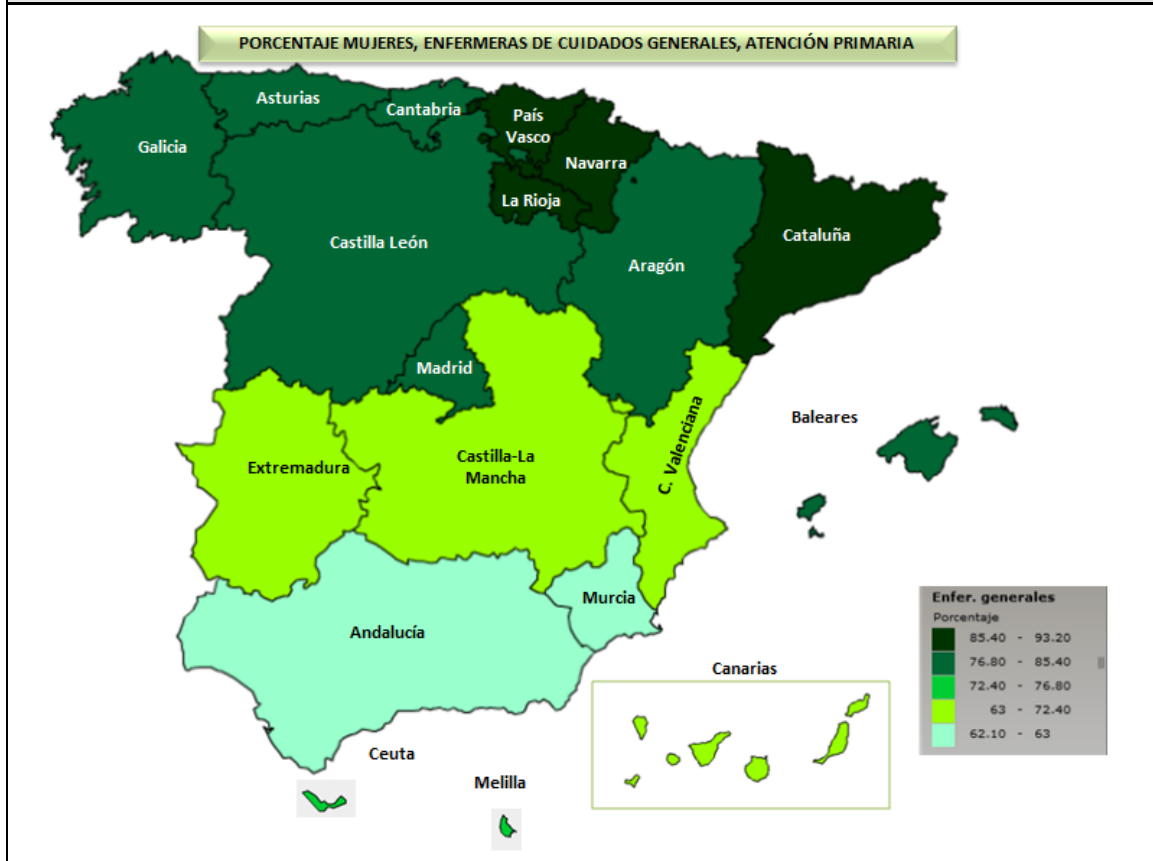 PORCENTAJE MUJERES, ENFERMERAS DE CUIDADOS GENERALES, ATENCIÓN PRIMARIA
Asturias
Cantabria
País
Vasco
Galicia
Navarra
La Rioja
Castilla León
Cataluña
Aragón
Madrid
Baleares
C. Valenciana
Castilla-La
Mancha
Extremadura
Murcia
Andalucía
Canarias
Ceuta
Melilla
Enfer. generales
Porcentaje
85.40 - 93.20
76.80 - 85.40
72.40 - 76.80
63 - 72.40
62.10 - 63